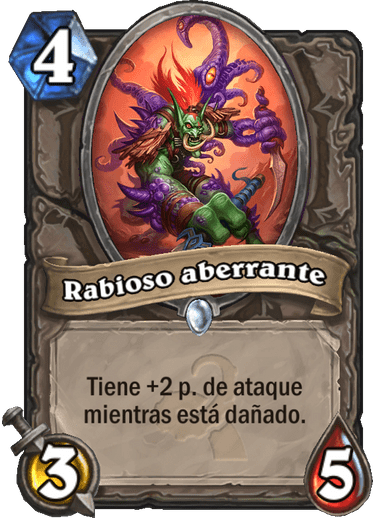 4
Rabioso aberrante
Tiene +2 p. de ataque
mientras está dañado.
3
5